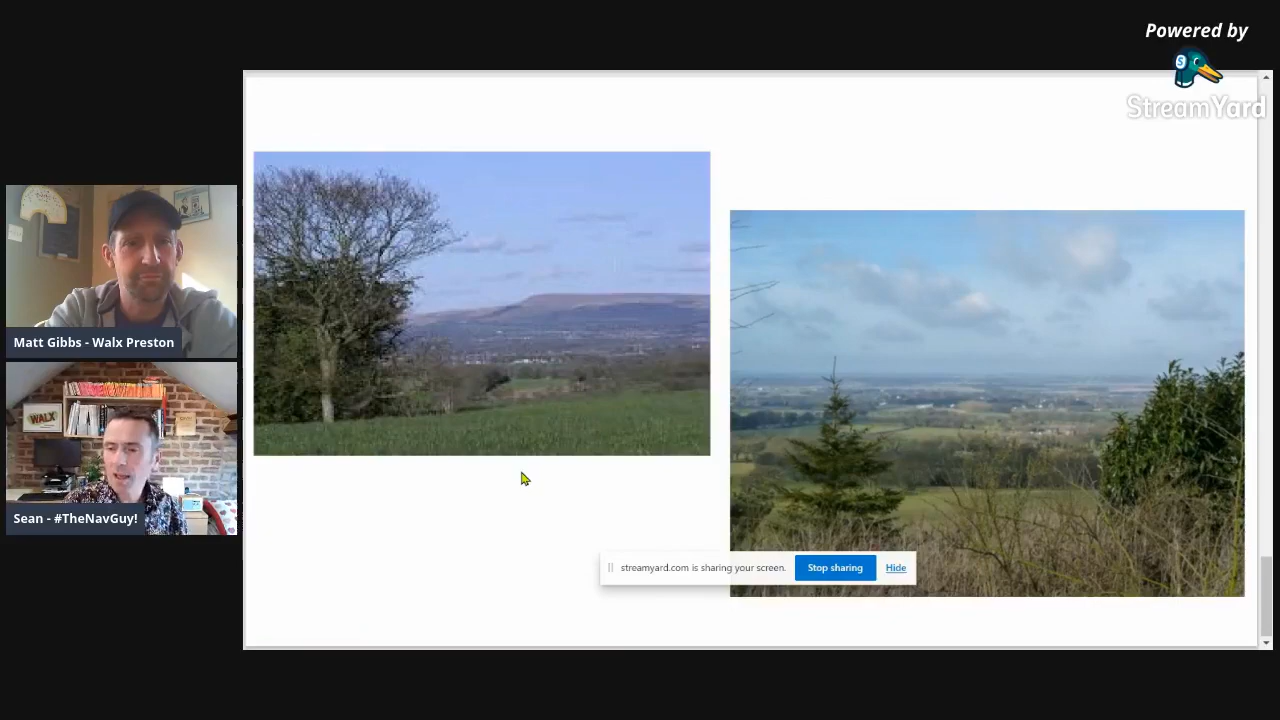 Powered by
StreamYard
Matt Gibbs - Walx Preston
WALX
Sean - #TheNavGuy!
streamyard.com is sharing your screen.
Stop sharing
Hide